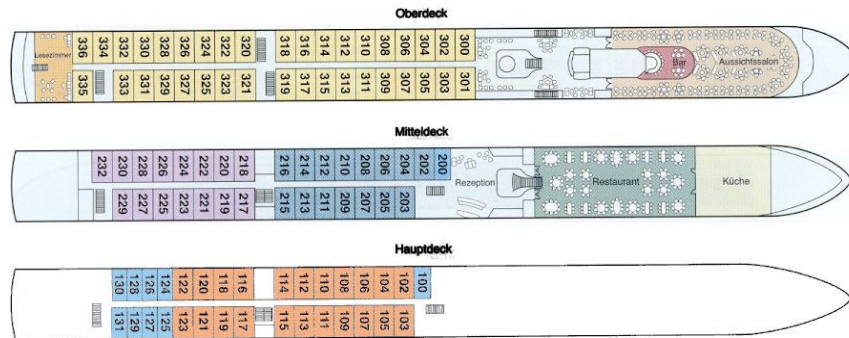 Oberdeck
336 334 332 330 328 326 324 322 320 318 316 314 312 310 308 306 304 302 300
Lesezimmer
Bar
Aussichtssalon
335 333 331 329 327 325 323 321 319 317 315 313 311 309 307 305 303 301
Mitteldeck
232 230 228 226 224 222 220 218 216 214 212 210 208 206 204 202 200
Rezeption
Restaurant
Küche
229 227 225 223 221 219 217 215 213 211 209 207 205 203
Hauptdeck
130 128 126 124 122 120 118 116 114 112 110 108 106 104 102 100
131 129 127 125 123 121 119 117 115 113 111 109 107 105 103